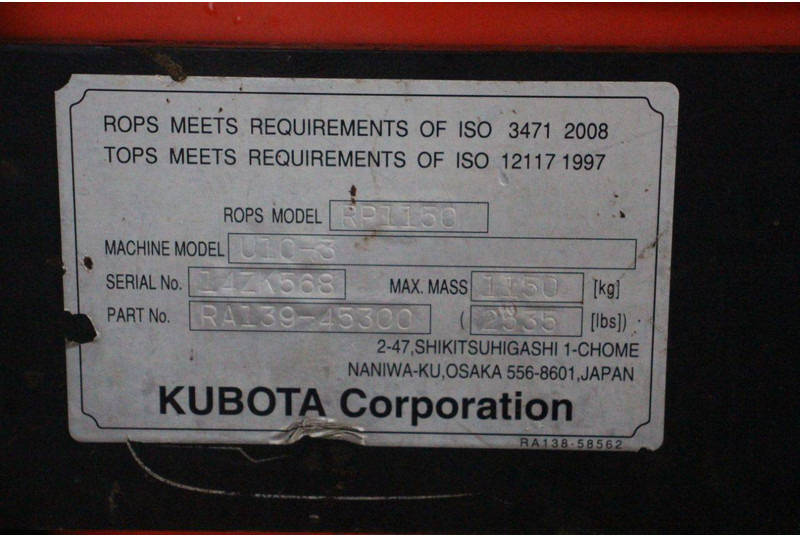 ROPS MEETS REQUIREMENTS OF ISO 3471 2008
TOPS MEETS REQUIREMENTS OF ISO 12117 1997
ROPS MODEL RP1150
MACHINE MODEL U10-3
SERIAL No. 14ZK568 MAX. MASS 1150 [kg]
PART No. RA139-45300 ( 2535 [lbs])
2-47,SHIKITSUHIGASHI 1-CHOME
NANIWA-KU,OSAKA 556-8601,JAPAN
KUBOTA Corporation
RA138-58562